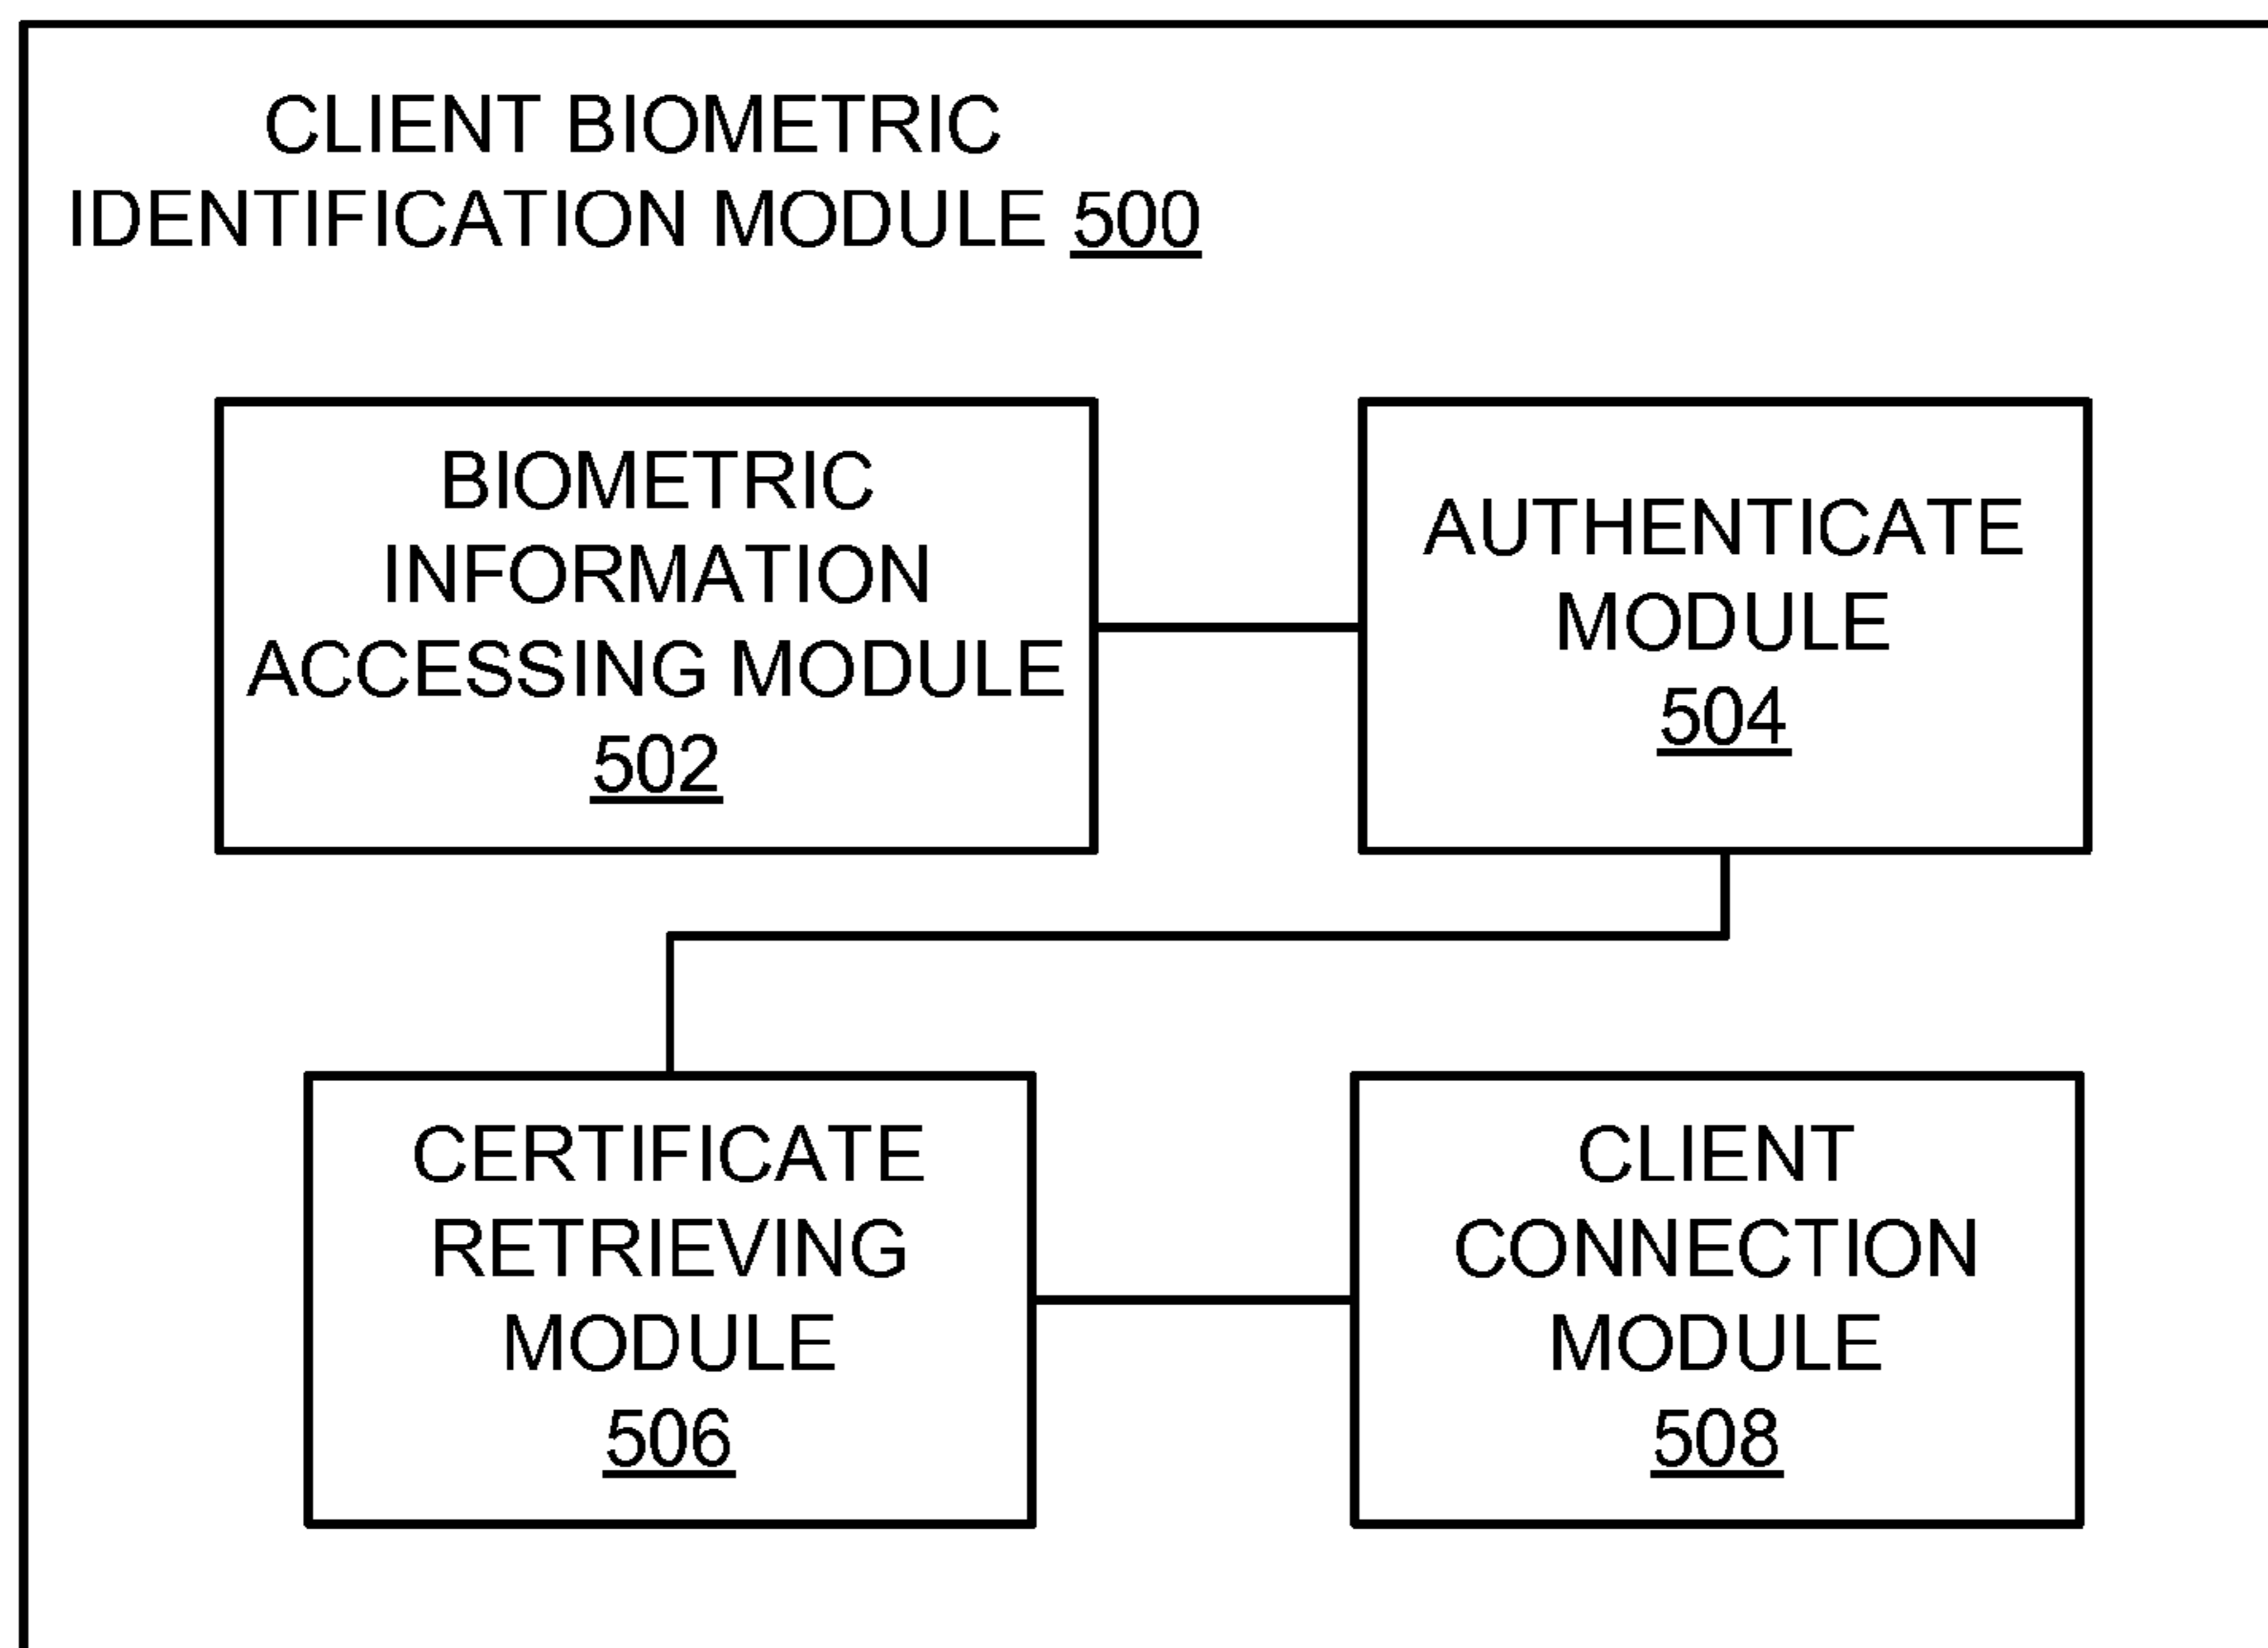 CLIENT BIOMETRIC
IDENTIFICATION MODULE 500
BIOMETRIC
INFORMATION
ACCESSING MODULE
502
AUTHENTICATE
MODULE
504
CERTIFICATE
RETRIEVING
MODULE
506
CLIENT
CONNECTION
MODULE
508